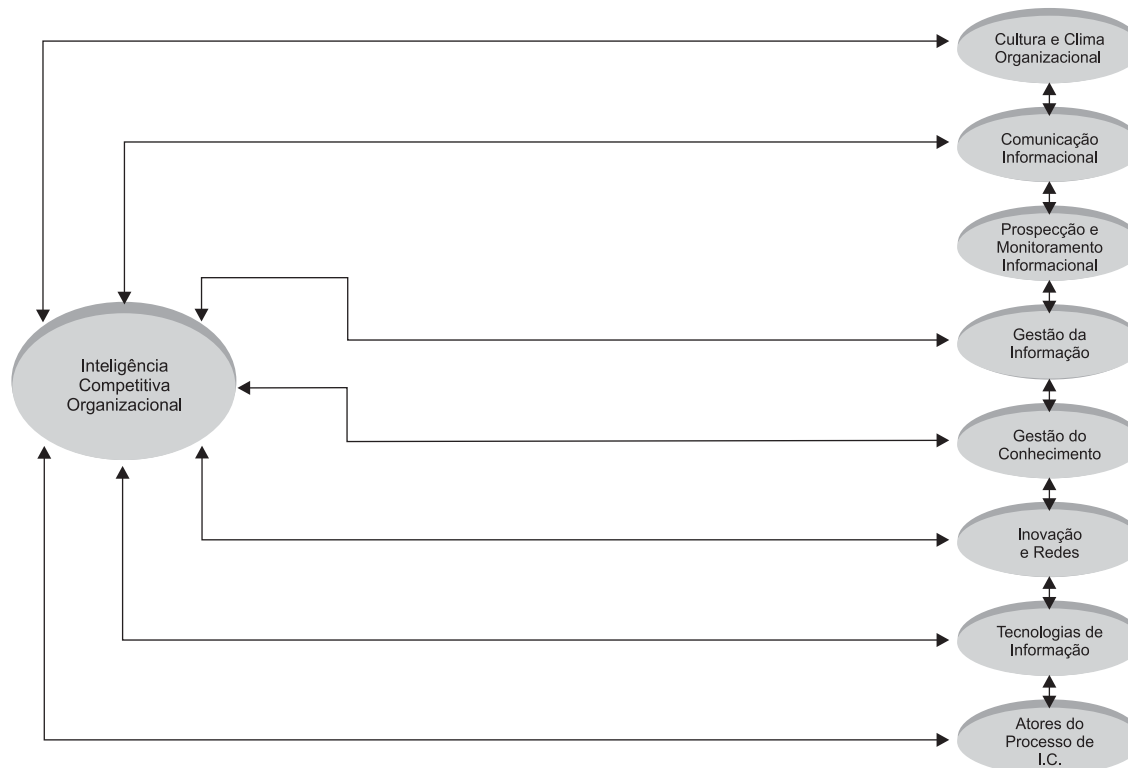 Cultura e Clima
Organizacional
Comunicação
Informacional
Prospecção e
Monitoramento
Informacional
Inteligência
Competitiva
Organizacional
Gestão da
Informação
Gestão do
Conhecimento
Inovação
e Redes
Tecnologias de
Informação
Atores do
Processo de
I.C.